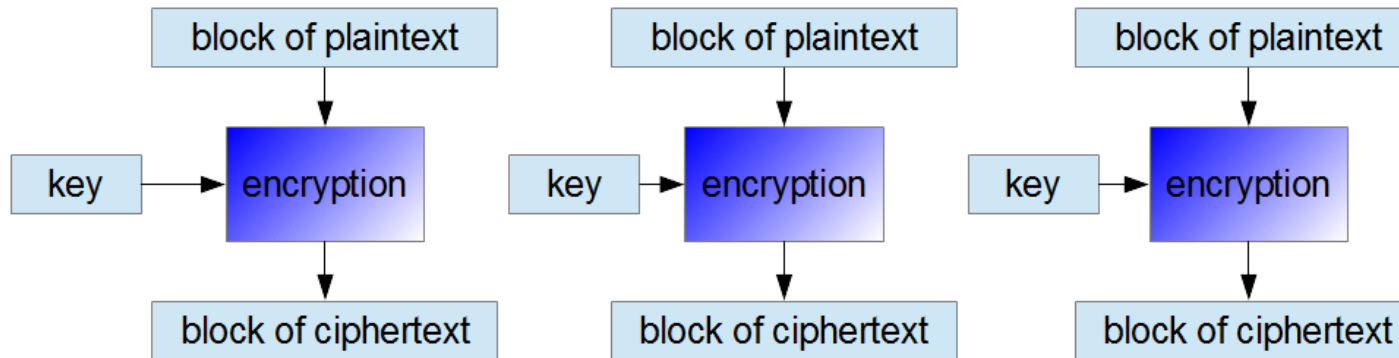 block of plaintext
block of plaintext
block of plaintext
key
encryption
key
encryption
key
encryption
block of ciphertext
block of ciphertext
block of ciphertext